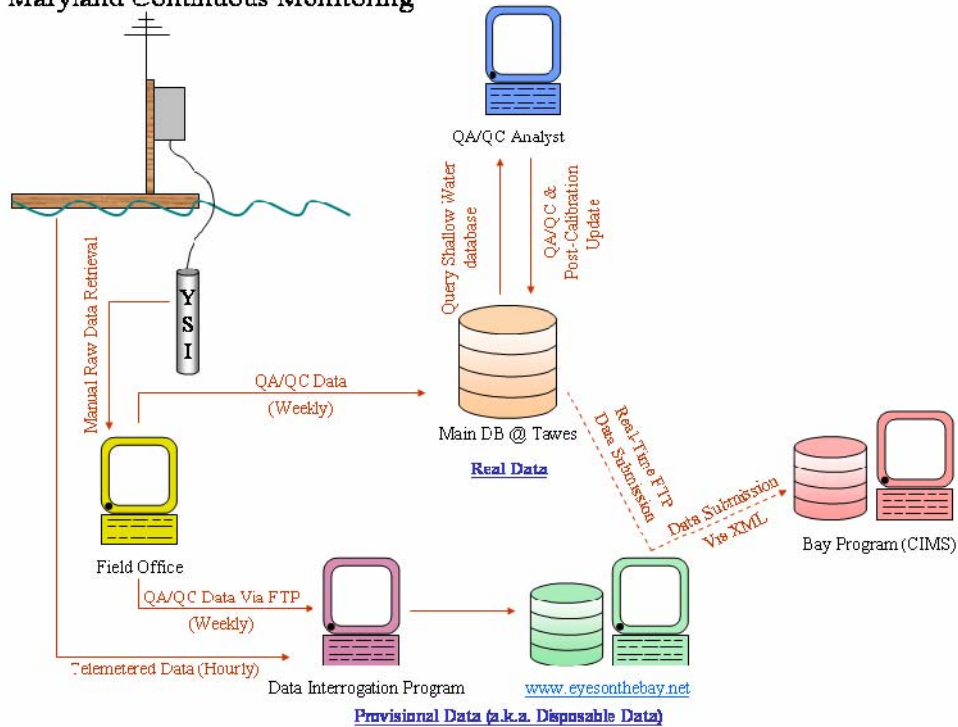 Maryland Continuous Monitoring
QA/QC Analyst
Query Shallow Water
database
QA/QC &
Post-Calibration
Update
Manual Raw Data Retrieval
Y
S
I
QA/QC Data
(Weekly)
Main DB @ Tawes
Real Data
Real-Time FTP
Data Submission
Data Submission
Via XML
Bay Program (CIMS)
Field Office
QA/QC Data Via FTP
(Weekly)
Telemetered Data (Hourly)
Data Interrogation Program
www.eyesonthebay.net
Provisional Data (a.k.a. Disposable Data)